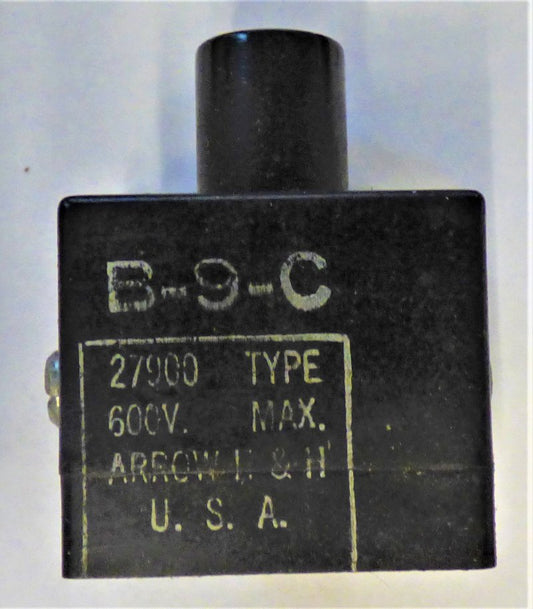 B-9-C
27900 TYPE
600V. MAX.
ARROW H & H
U. S. A.